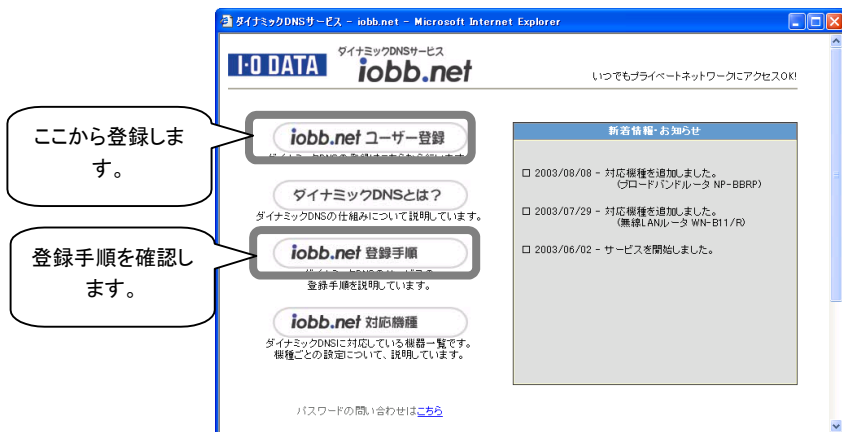 ダイナミックDNSサービス - iobb.net - Microsoft Internet Explorer
I·O DATA
ダイナミックDNSサービス
iobb.net
いつでもプライベートネットワークにアクセスOK!
ここから登録しま
す。
iobb.net ユーザー登録
ダイナミックDNSとは？
ダイナミックDNSの仕組みについて説明しています。
登録手順を確認し
ます。
iobb.net 登録手順
登録手順を説明しています。
iobb.net 対応機種
ダイナミックDNSに対応している機器一覧です。
機種ごとの設定について、説明しています。
パスワードの問い合わせはこちら
新着情報・お知らせ
2003/08/08 - 対応機種を追加しました。
(ブロードバンドルータ NP-BBRP)
2003/07/29 - 対応機種を追加しました。
(無線LANルータ WN-B11/R)
2003/06/02 - サービスを開始しました。